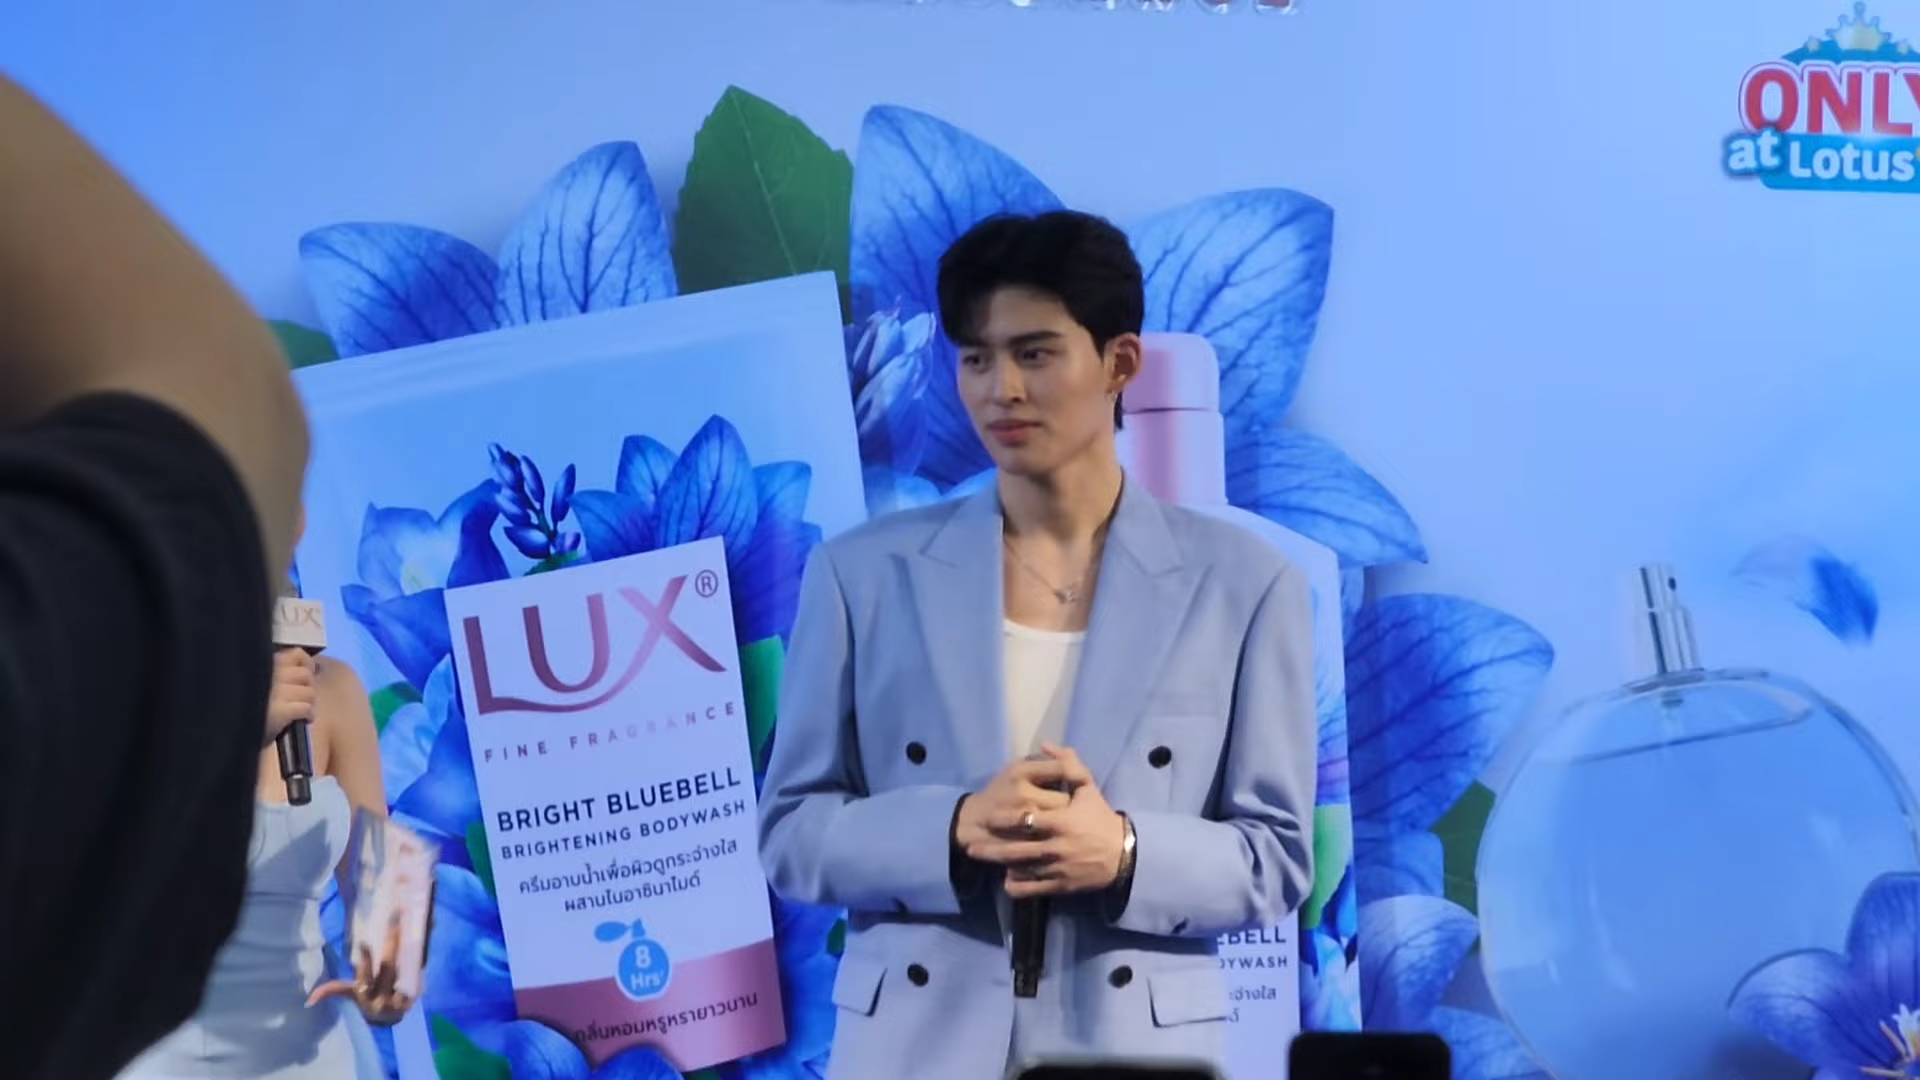 ONLY
at Lotus's
LUX
LUX®
FINE FRAGRANCE
BRIGHT BLUEBELL
BRIGHTENING BODYWASH
ครีมอาบน้ำเพื่อผิวดูกระจ่างใส
ผสานไนอาซินาไมด์
8
Hrs
กลิ่นหอมหรูหรายาวนาน
EBELL
DYWASH